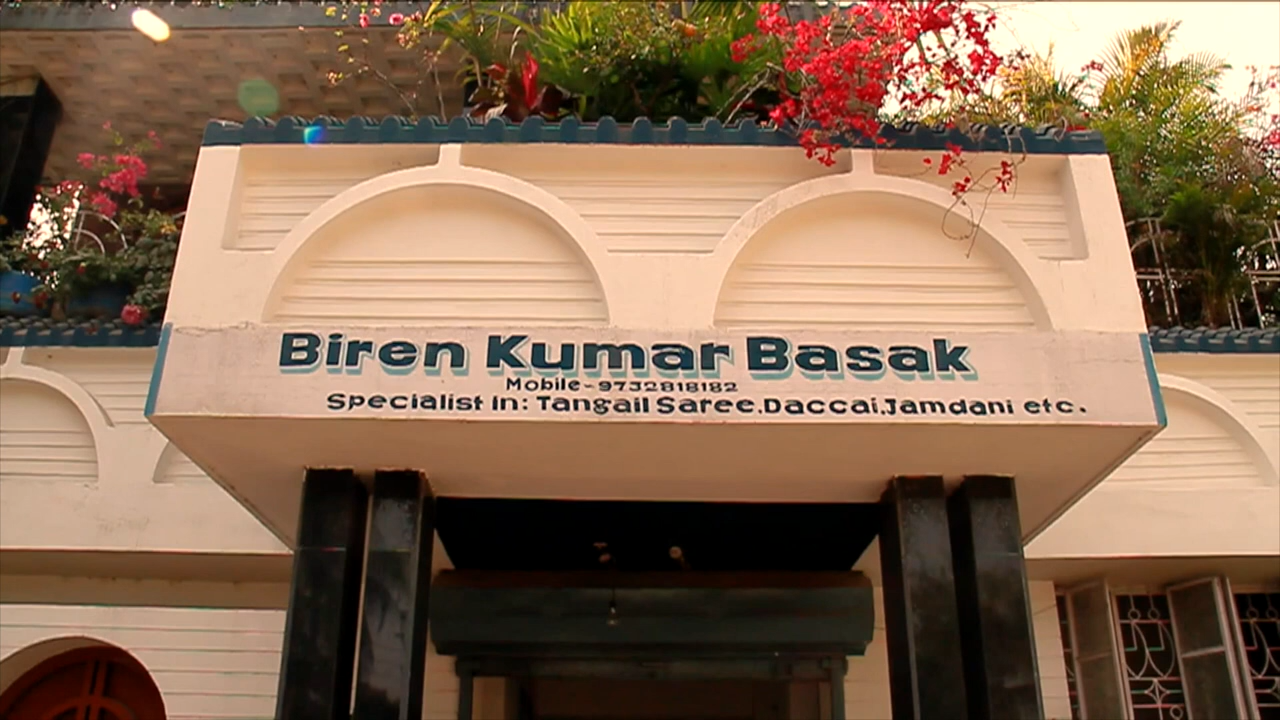 Biren Kumar Basak
Mobile-9732818182
Specialist in: Tangail Saree.Daccai.Jamdani etc.